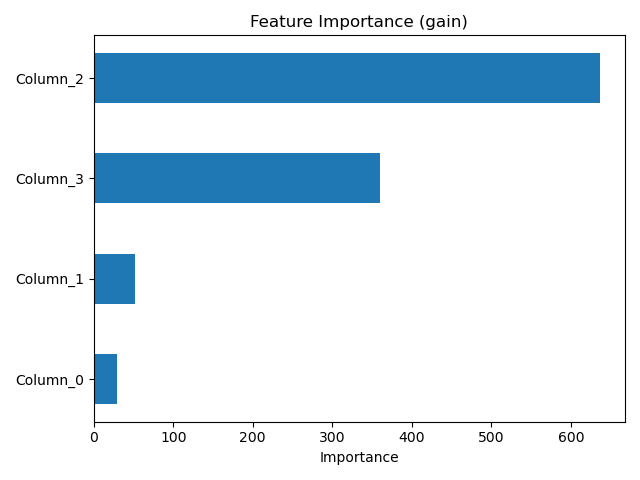 Feature Importance (gain)
Column_2
Column_3
Column_1
Column_0
0 100 200 300 400 500 600
Importance